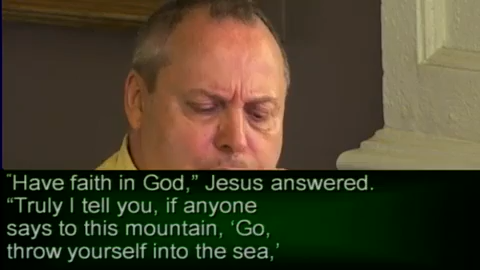 "Have faith in God,” Jesus answered.
“Truly I tell you, if anyone
says to this mountain, ‘Go,
throw yourself into the sea,’